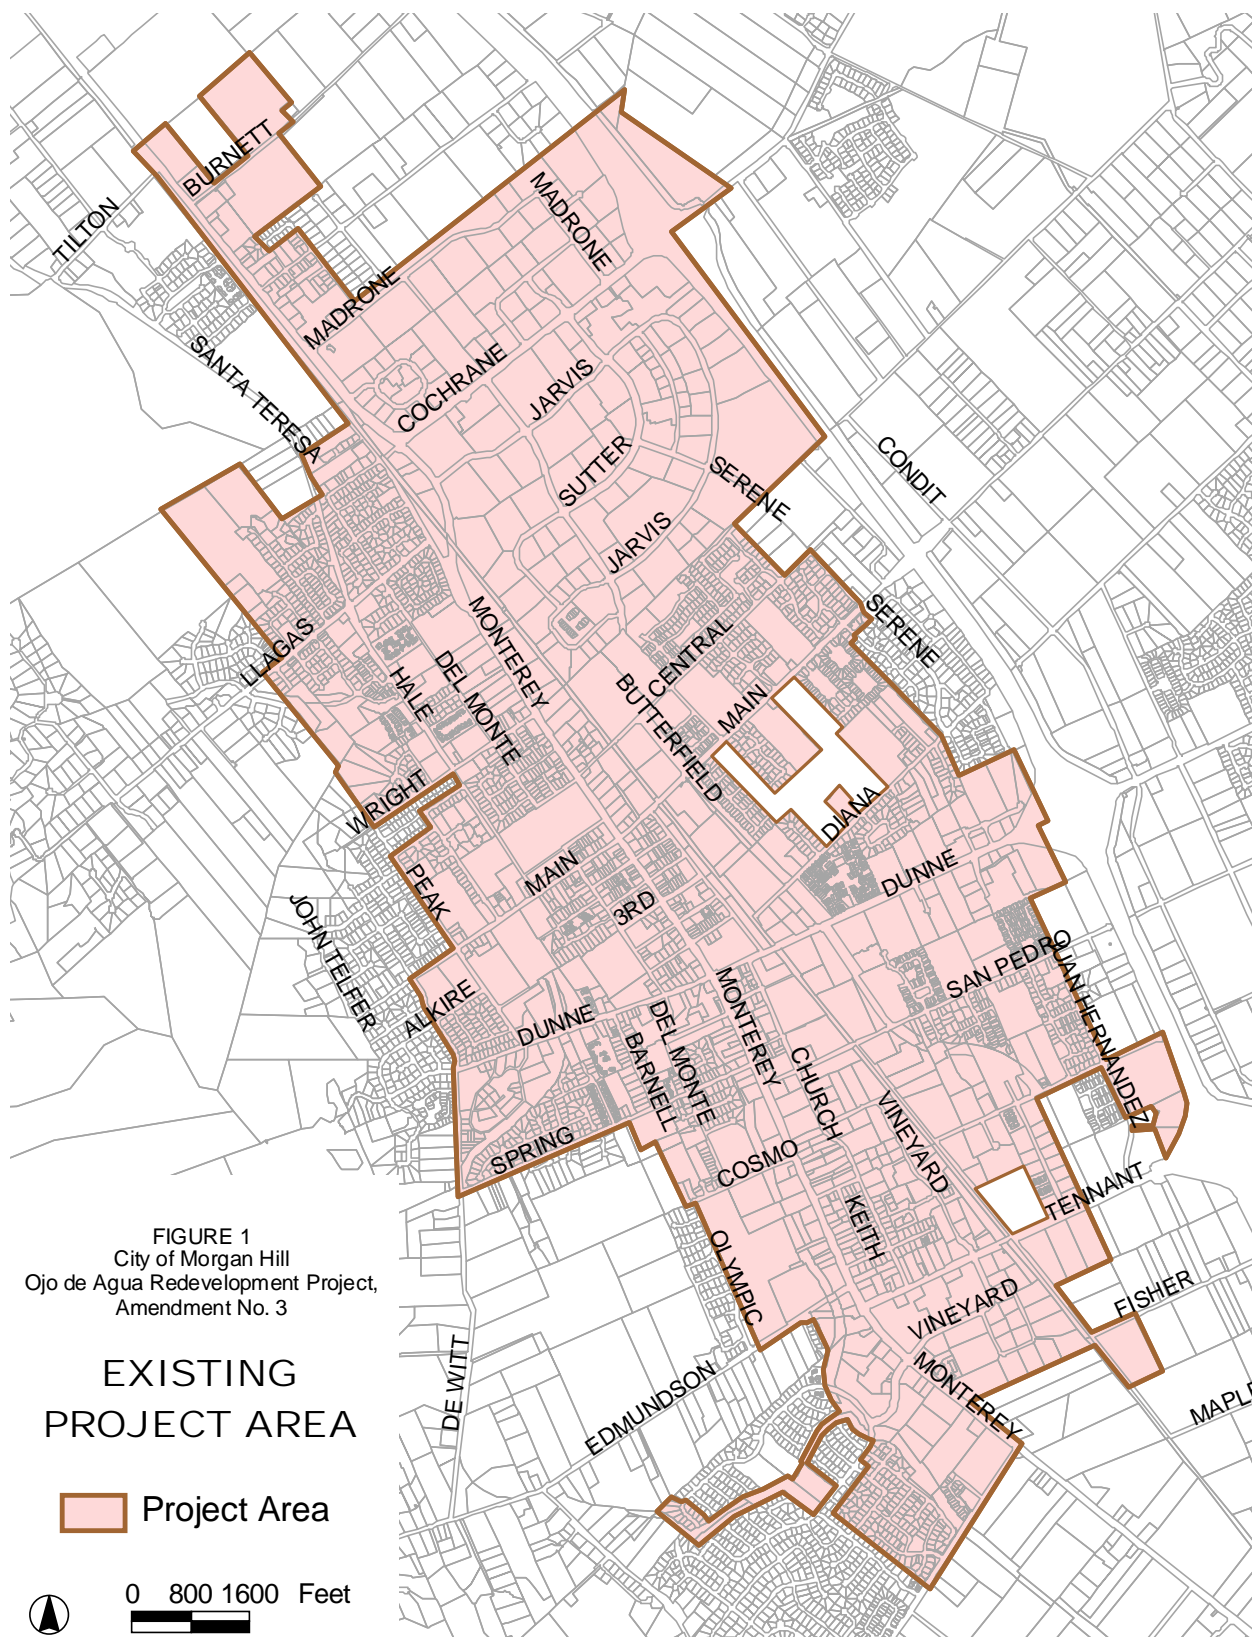 BURNETT
TILTON
MADRONE
MADRONE
SANTA TERESA
COCHRANE
JARVIS
SUTTER
CONDIT
SERENE
JARVIS
SERENE
LLAGAS
MONTEREY
HALE
DEL MONTE
CENTRAL
BUTTERFIELD
MAIN
WRIGHT
DIANA
PEAK
MAIN
3RD
DUNNE
JOHN TELFER
ALKIRE
DUNNE
SAN PEDRO
JUAN HERNANDEZ
MONTEREY
DEL MONTE
BARNELL
CHURCH
VINEYARD
SPRING
COSMO
KEITH
TENNANT
OLYMPIC
FISHER
VINEYARD
MONTEREY
DE WITT
EDMUNDSON
MAPLE
FIGURE 1
City of Morgan Hill
Ojo de Agua Redevelopment Project,
Amendment No. 3
EXISTING
PROJECT AREA
Project Area
0 800 1600 Feet